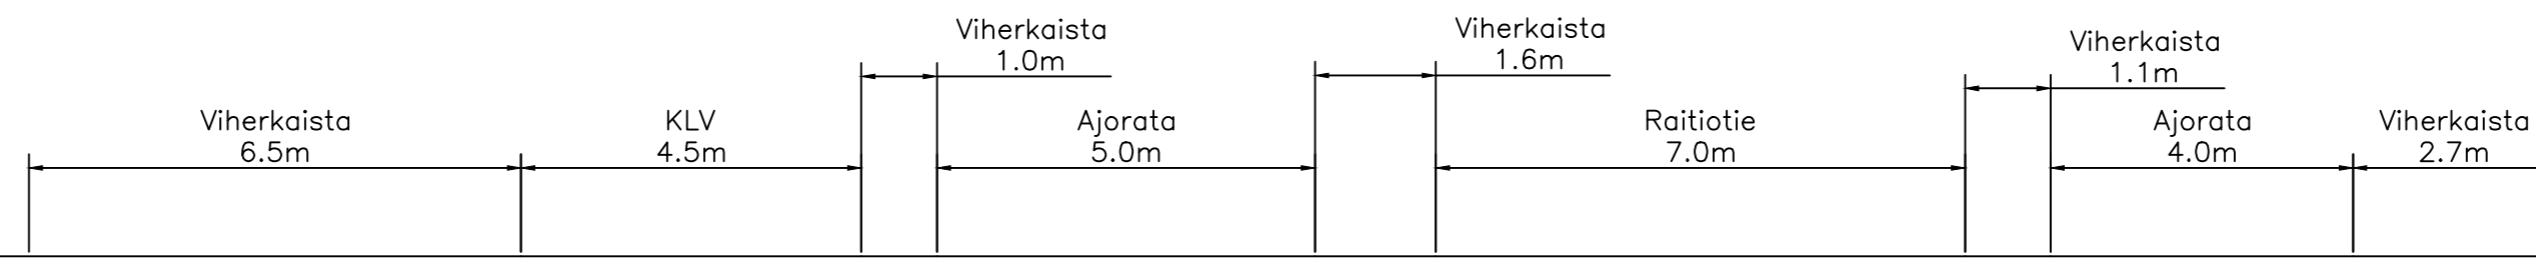 Viherkaista
6.5m
KLV
4.5m
Viherkaista
1.0m
Ajorata
5.0m
Viherkaista
1.6m
Raitiotie
7.0m
Viherkaista
1.1m
Ajorata
4.0m
Viherkaista
2.7m